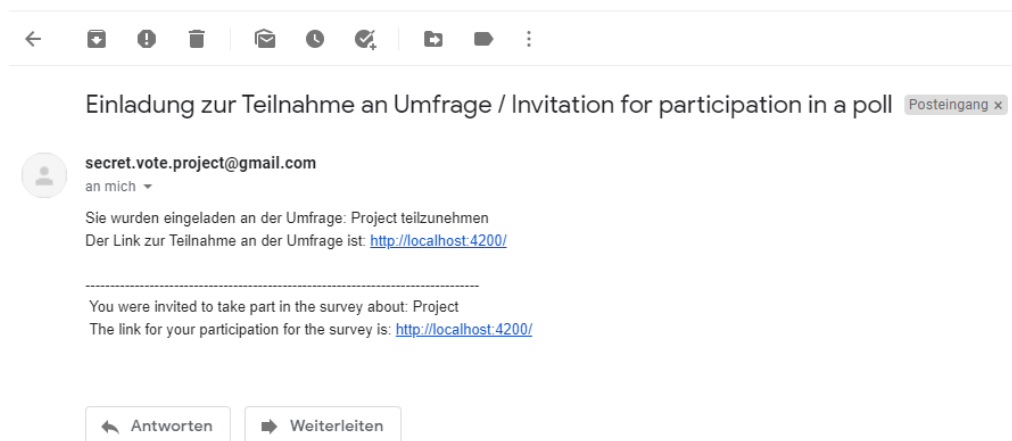 Einladung zur Teilnahme an Umfrage / Invitation for participation in a poll Posteingang x
secret.vote.project@gmail.com
an mich
Sie wurden eingeladen an der Umfrage: Project teilzunehmen
Der Link zur Teilnahme an der Umfrage ist: http://localhost:4200/
--------------------------------------------------------------------------------
You were invited to take part in the survey about: Project
The link for your participation for the survey is: http://localhost:4200/
Antworten Weiterleiten